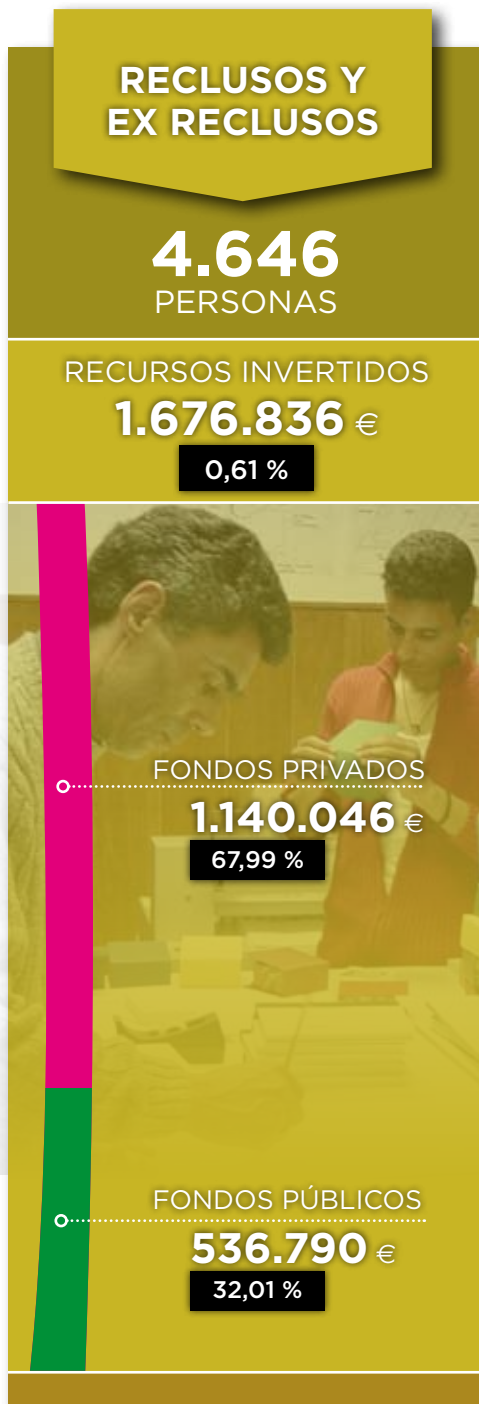 RECLUSOS Y
EX RECLUSOS
4.646
PERSONAS
RECURSOS INVERTIDOS
1.676.836 €
0,61 %
FONDOS PRIVADOS
1.140.046 €
67,99 %
FONDOS PÚBLICOS
536.790 €
32,01 %